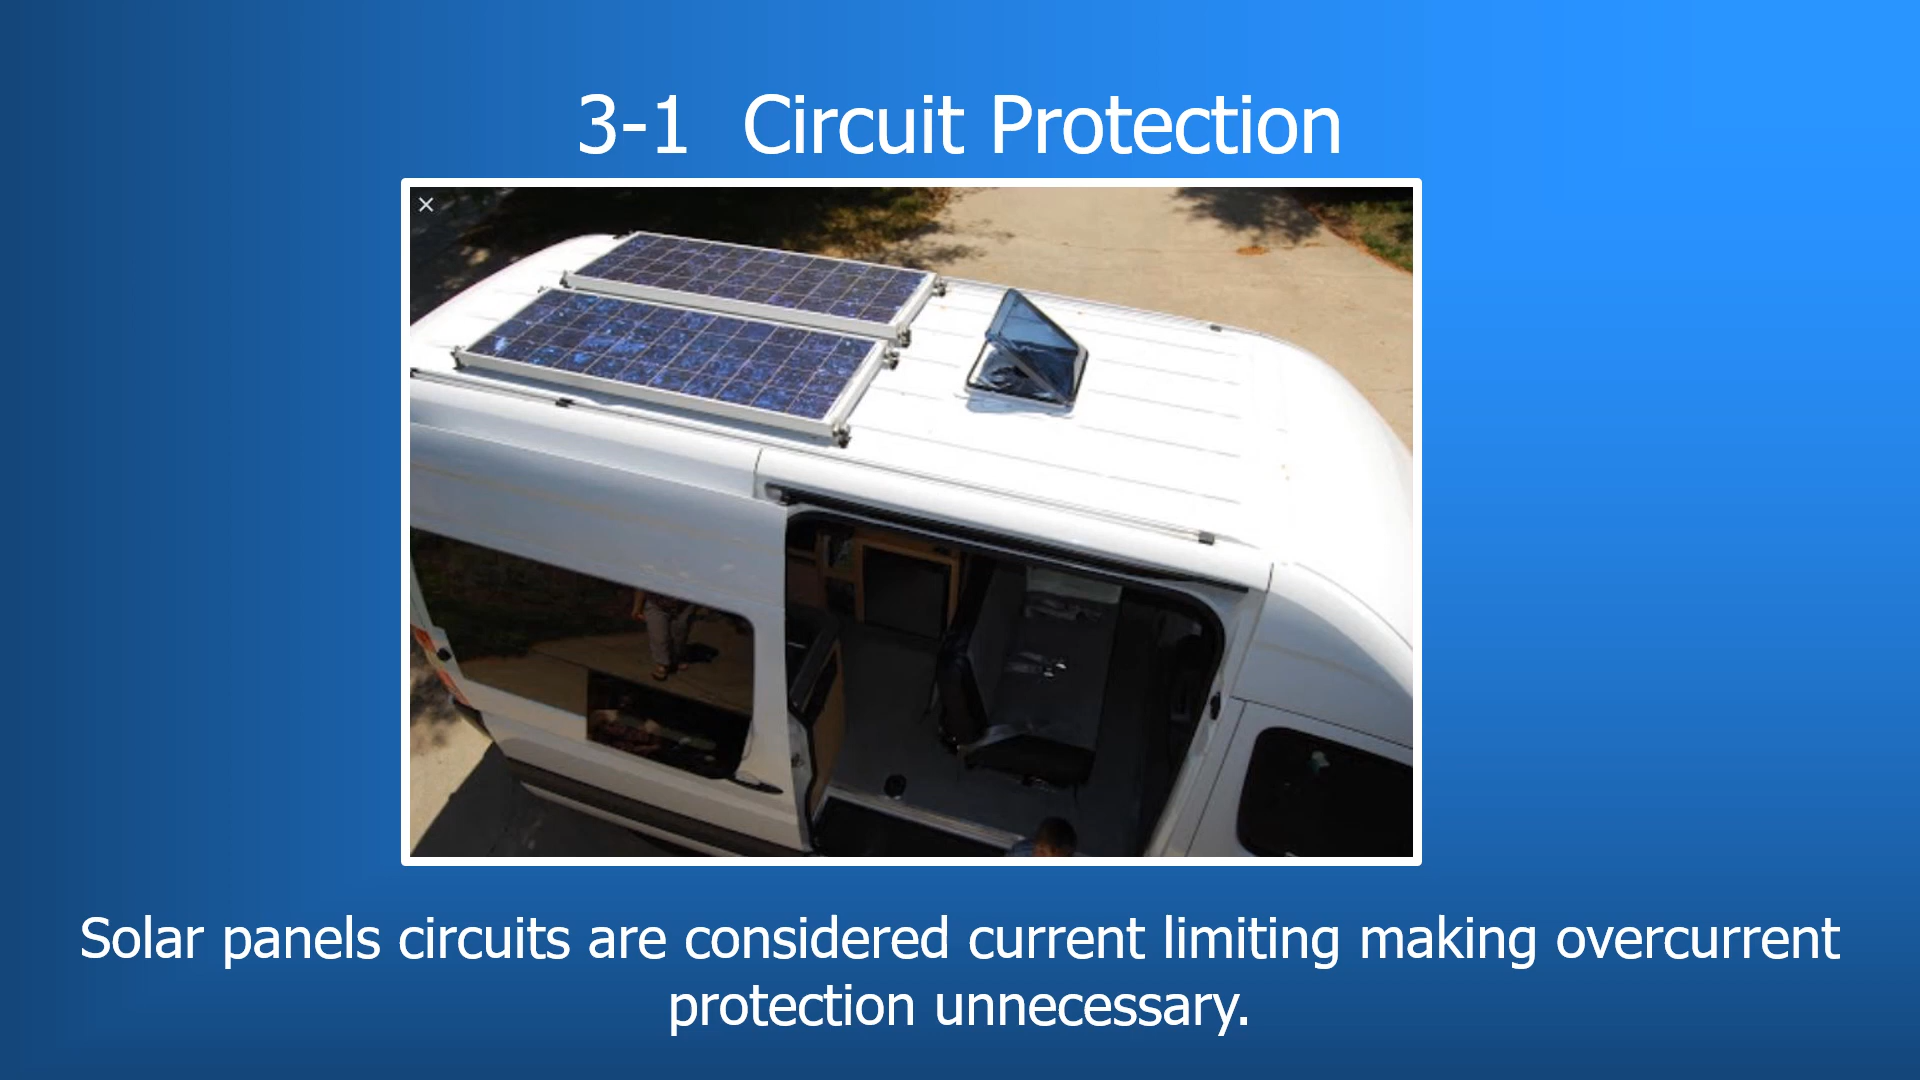 3-1 Circuit Protection
Solar panels circuits are considered current limiting making overcurrent
protection unnecessary.